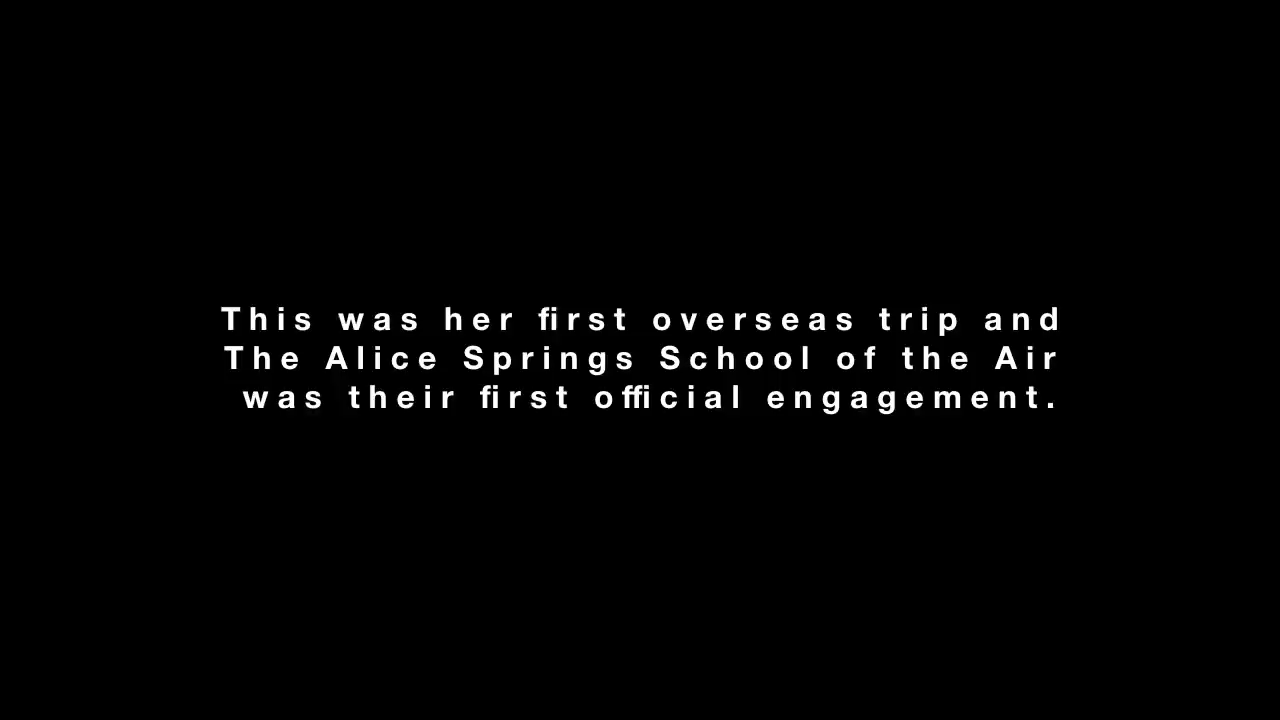 This was her first overseas trip and
The Alice Springs School of the Air
was their first official engagement.